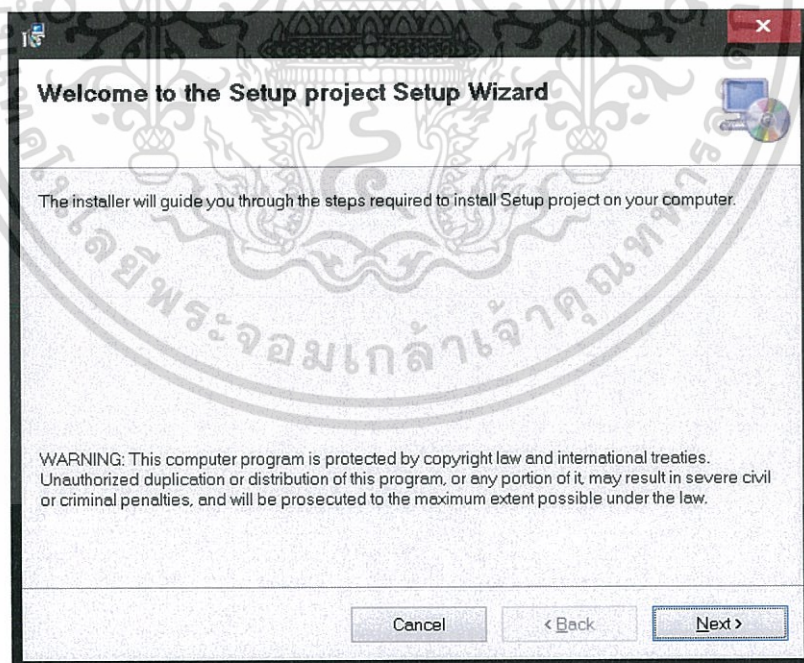 Welcome to the Setup project Setup Wizard
The installer will guide you through the steps required to install Setup project on your computer.
พระจอมเกล้าเจ้าคุณทหาร
WARNING: This computer program is protected by copyright law and international treaties.
Unauthorized duplication or distribution of this program, or any portion of it, may result in severe civil
or criminal penalties, and will be prosecuted to the maximum extent possible under the law.
Cancel
< Back
Next >